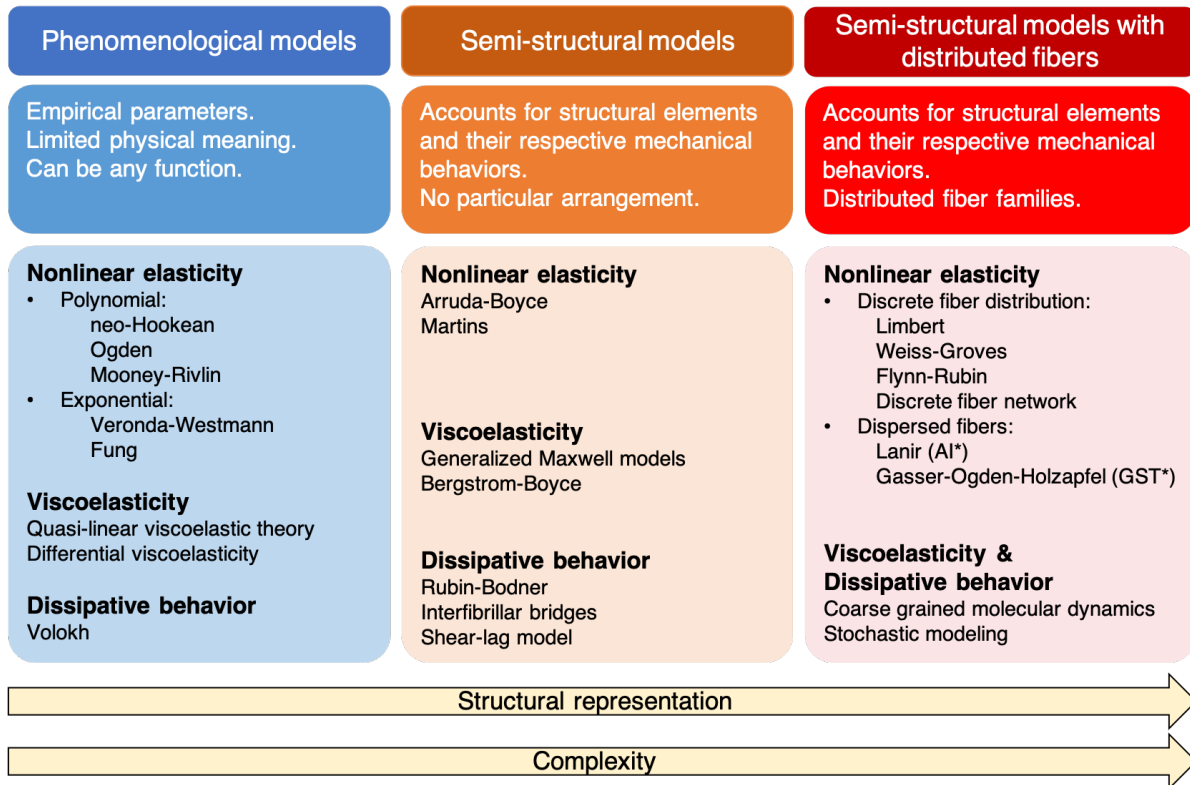 Phenomenological models
Empirical parameters.
Limited physical meaning.
Can be any function.
Nonlinear elasticity
• Polynomial:
neo-Hookean
Ogden
Mooney-Rivlin
• Exponential:
Veronda-Westmann
Fung
Viscoelasticity
Quasi-linear viscoelastic theory
Differential viscoelasticity
Dissipative behavior
Volokh
Semi-structural models
Accounts for structural elements
and their respective mechanical
behaviors.
No particular arrangement.
Nonlinear elasticity
Arruda-Boyce
Martins
Viscoelasticity
Generalized Maxwell models
Bergstrom-Boyce
Dissipative behavior
Rubin-Bodner
Interfibrillar bridges
Shear-lag model
Semi-structural models with
distributed fibers
Accounts for structural elements
and their respective mechanical
behaviors.
Distributed fiber families.
Nonlinear elasticity
• Discrete fiber distribution:
Limbert
Weiss-Groves
Flynn-Rubin
Discrete fiber network
• Dispersed fibers:
Lanir (AI*)
Gasser-Ogden-Holzapfel (GST*)
Viscoelasticity &
Dissipative behavior
Coarse grained molecular dynamics
Stochastic modeling
Structural representation
Complexity